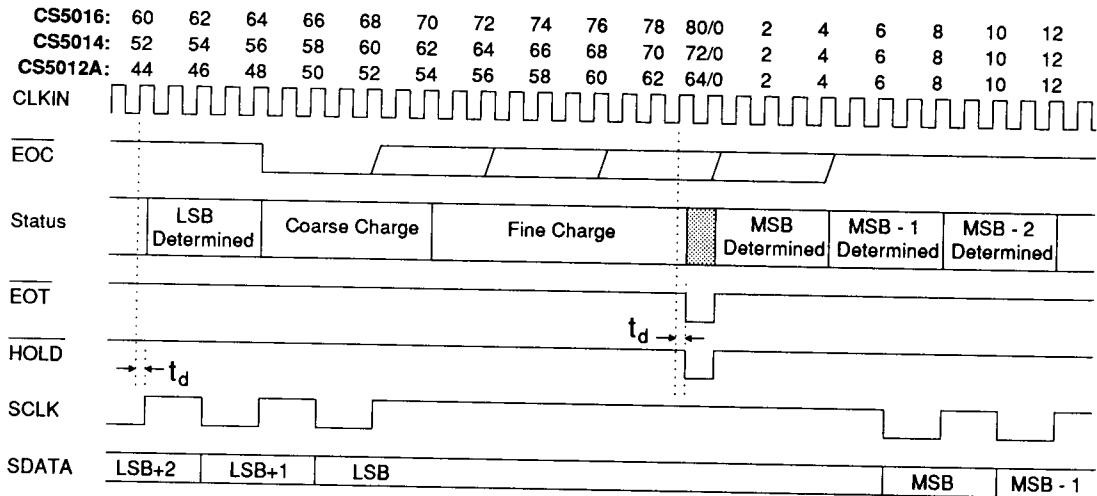 CS5016: 60 62 64 66 68 70 72 74 76 78 80/0 2 4 6 8 10 12
CS5014: 52 54 56 58 60 62 64 66 68 70 72/0 2 4 6 8 10 12
CS5012A: 44 46 48 50 52 54 56 58 60 62 64/0 2 4 6 8 10 12
CLKIN
EOC
Status
LSB Determined
Coarse Charge
Fine Charge
MSB Determined
MSB - 1 Determined
MSB - 2 Determined
EOT
td
HOLD
td
SCLK
SDATA LSB+2 LSB+1 LSB MSB MSB - 1